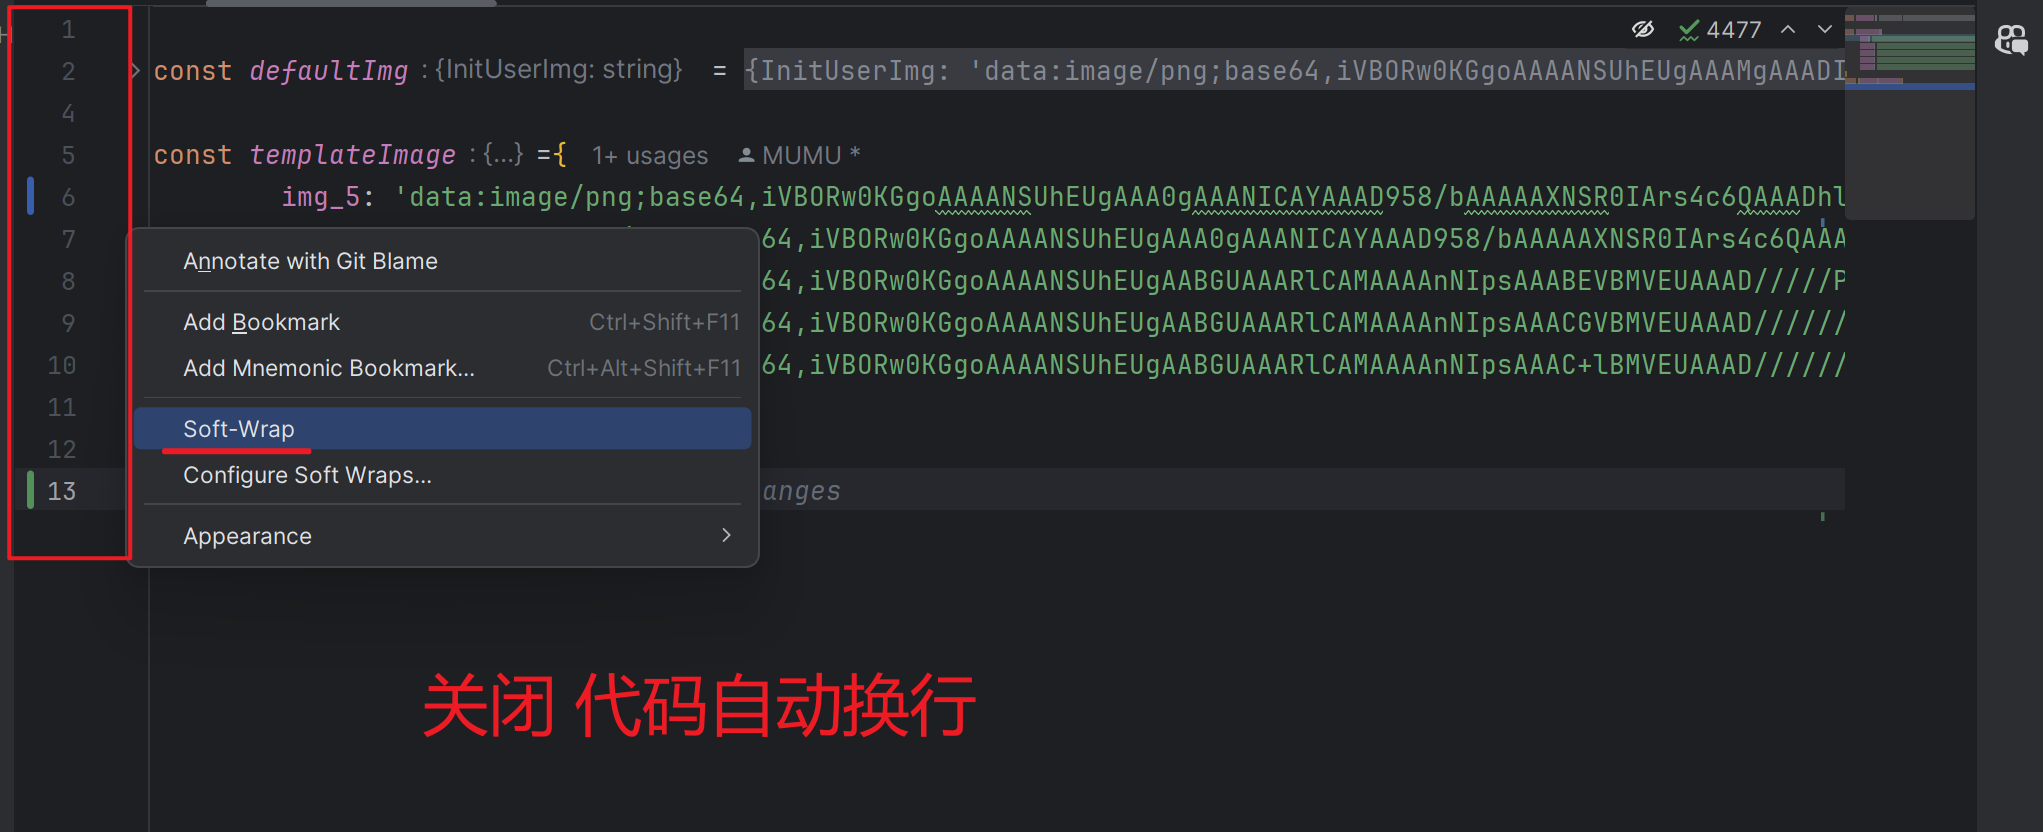 1
2 const defaultImg : {InitUserImg: string} = {InitUserImg: 'data:image/png;base64,iVBORw0KGgoAAAANSUhEUgAAAMgAAADI
4477
4
5 const templateImage : {...} ={ 1+ usages MUMU *
6 img_5: 'data:image/png;base64,iVBORw0KGgoAAAANSUhEUgAAA0gAAANICAYAAAD958/bAAAAAXNSR0IArs4c6QAAADhl
7 64,iVBORw0KGgoAAAANSUhEUgAAA0gAAANICAYAAAD958/bAAAAAXNSR0IArs4c6QAAA
8 64,iVBORw0KGgoAAAANSUhEUgAABGUAAARlCAMAAAAnNIpsAAABEVBMVEUAAAD/////P
9 64,iVBORw0KGgoAAAANSUhEUgAABGUAAARlCAMAAAAnNIpsAAACGVBMVEUAAAD//////
10 64,iVBORw0KGgoAAAANSUhEUgAABGUAAARlCAMAAAAnNIpsAAAC+lBMVEUAAAD//////
11
12
13 anges
Annotate with Git Blame
Add Bookmark Ctrl+Shift+F11
Add Mnemonic Bookmark... Ctrl+Alt+Shift+F11
Soft-Wrap
Configure Soft Wraps...
Appearance
关闭 代码自动换行